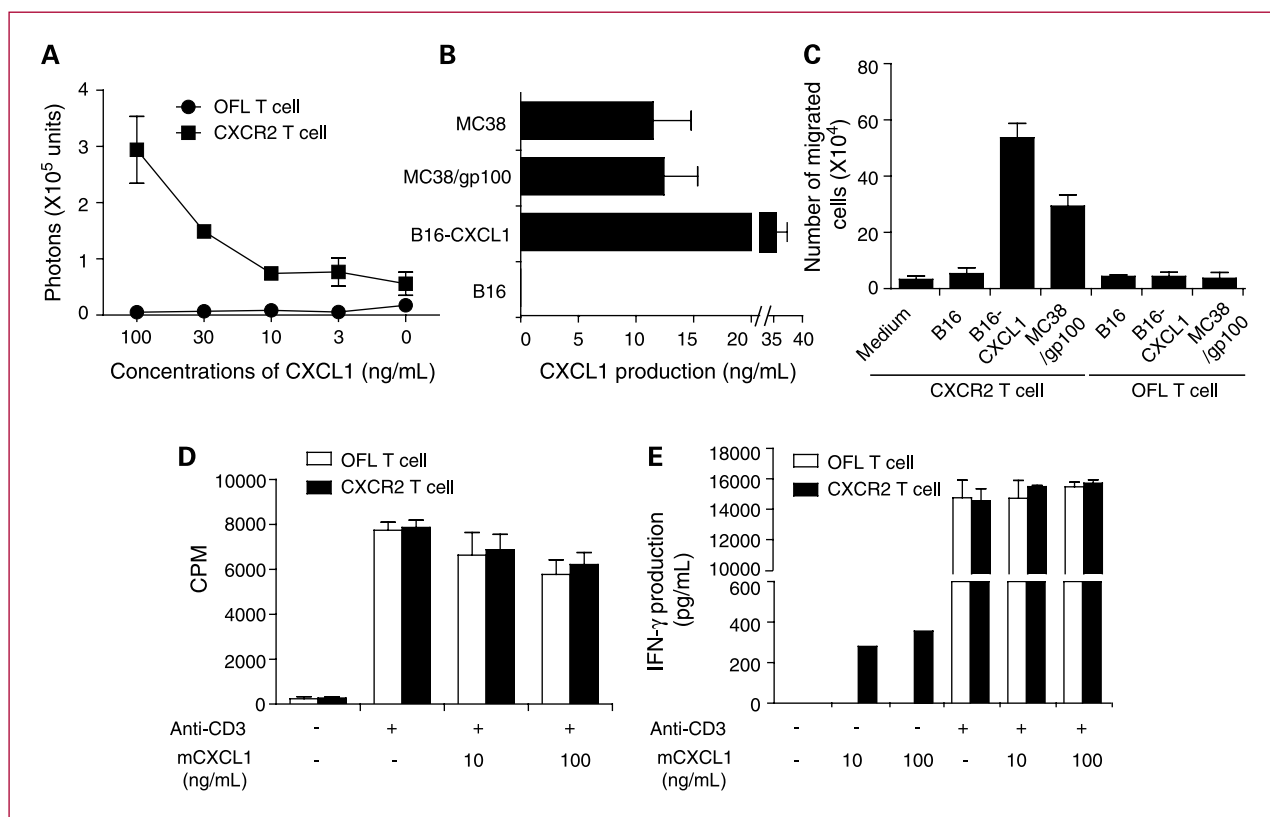 A
Photons (X10⁵ units)
4
3
2
1
0
OFL T cell
CXCR2 T cell
100
30
10
3
0
Concentrations of CXCL1 (ng/mL)
B
MC38
MC38/gp100
B16-CXCL1
B16
0
5
10
15
20
35
40
CXCL1 production (ng/mL)
C
Number of migrated
cells (X10⁴)
80
60
40
20
0
Medium
B16
B16-
CXCL1
MC38
/gp100
B16
B16-
CXCL1
MC38
/gp100
CXCR2 T cell
OFL T cell
D
OFL T cell
CXCR2 T cell
CPM
10000
8000
6000
4000
2000
0
Anti-CD3 - + + +
mCXCL1 - - 10 100
(ng/mL)
E
OFL T cell
CXCR2 T cell
IFN-γ production
(pg/mL)
18000
16000
14000
12000
10000
600
400
200
0
Anti-CD3 - - - + + +
mCXCL1 - 10 100 - 10 100
(ng/mL)